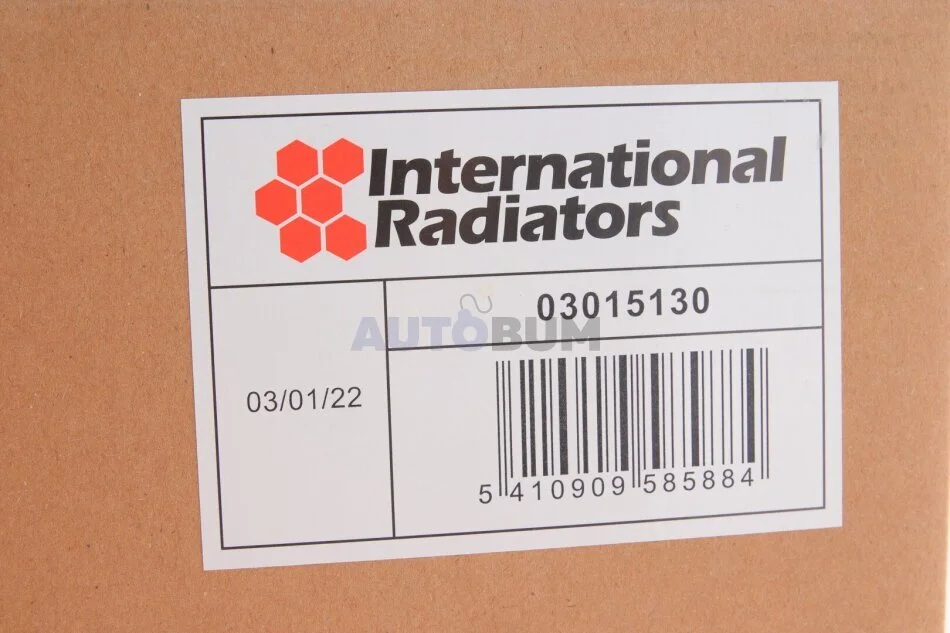 International
Radiators
03015130
AUTOBUM
03/01/22
5 410909 585884